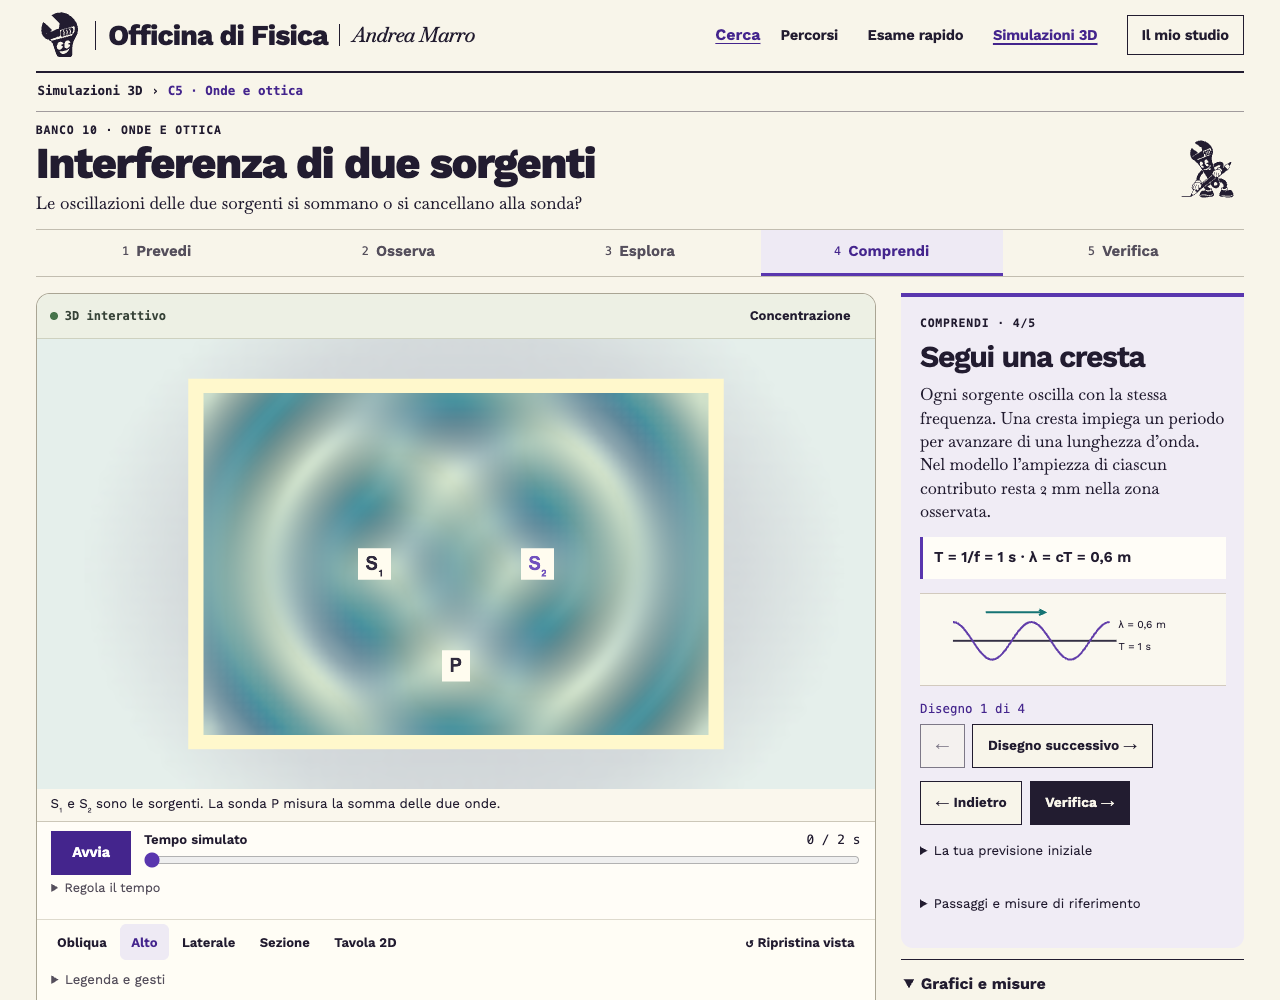 Officina di Fisica
Andrea Marro
Cerca
Percorsi
Esame rapido
Simulazioni 3D
Il mio studio
Simulazioni 3D › C5 · Onde e ottica
BANCO 10 · ONDE E OTTICA
Interferenza di due sorgenti
Le oscillazioni delle due sorgenti si sommano o si cancellano alla sonda?
1 Prevedi
2 Osserva
3 Esplora
4 Comprendi
5 Verifica
3D interattivo
Concentrazione
S₁
S₂
P
S₁ e S₂ sono le sorgenti. La sonda P misura la somma delle due onde.
Avvia
Tempo simulato
0 / 2 s
▶ Regola il tempo
Obliqua
Alto
Laterale
Sezione
Tavola 2D
↺ Ripristina vista
▶ Legenda e gesti
COMPRENDI · 4/5
Segui una cresta
Ogni sorgente oscilla con la stessa
frequenza. Una cresta impiega un periodo
per avanzare di una lunghezza d’onda.
Nel modello l’ampiezza di ciascun
contributo resta 2 mm nella zona
osservata.
T = 1/f = 1 s · λ = cT = 0,6 m
λ = 0,6 m
T = 1 s
Disegno 1 di 4
←
Disegno successivo →
← Indietro
Verifica →
▶ La tua previsione iniziale
▶ Passaggi e misure di riferimento
▼ Grafici e misure